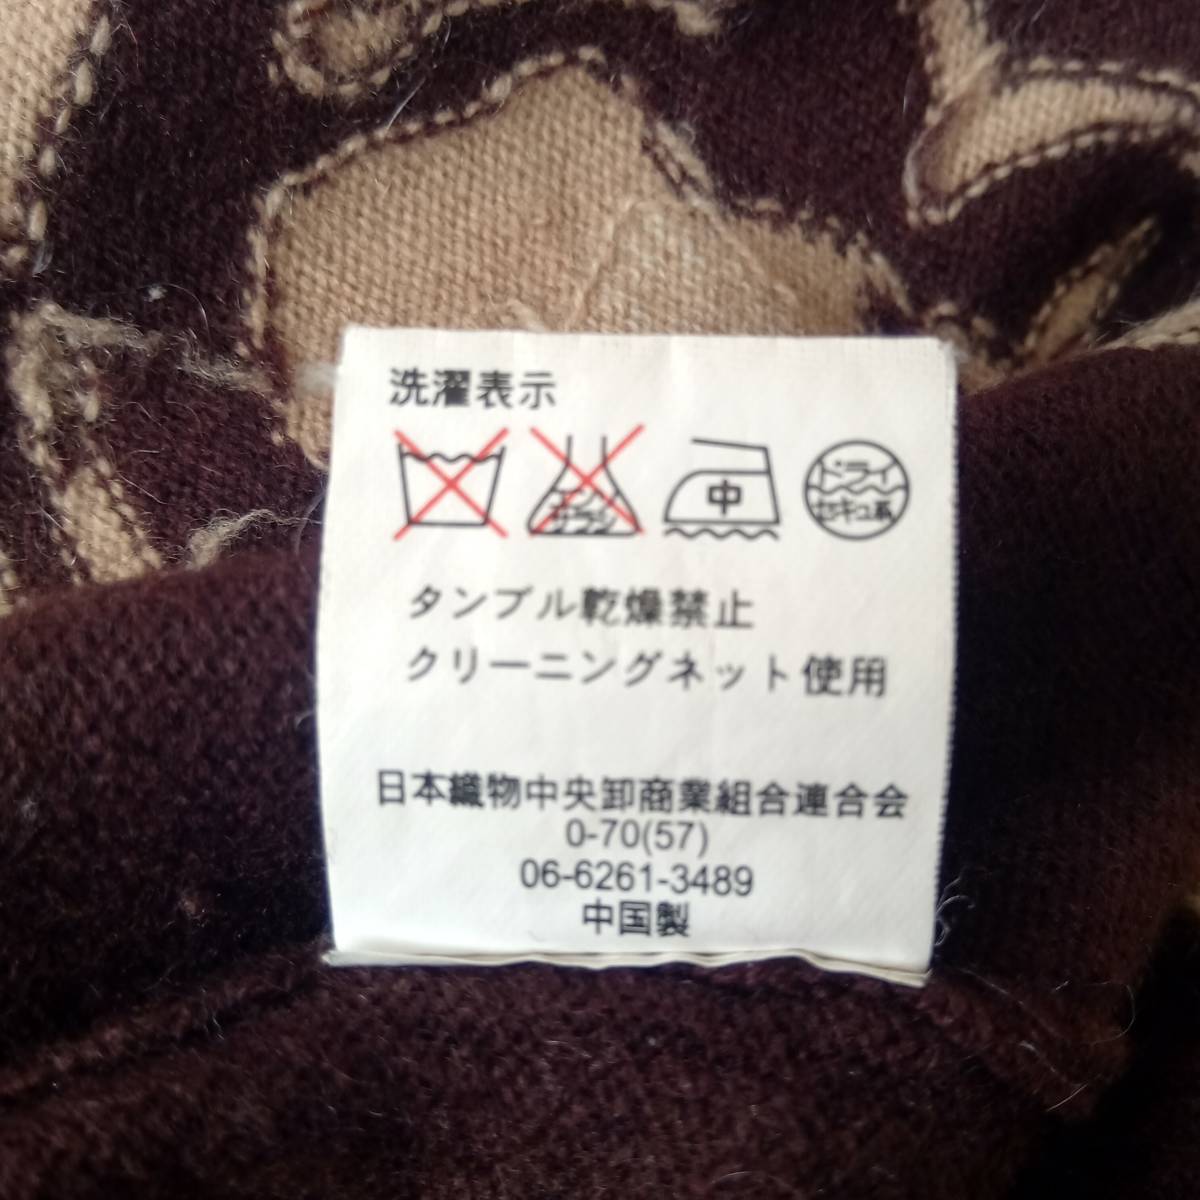 洗濯表示
エンソ
サラシ
中
ドライ
セキユ系
タンブル乾燥禁止
クリーニングネット使用
日本織物中央卸商業組合連合会
0-70(57)
06-6261-3489
中国製